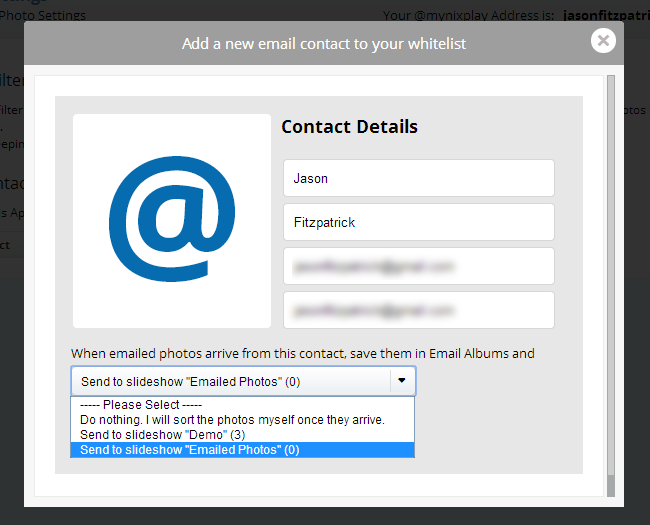 Photo Settings
Your @mynixplay Address is: jasonfitzpatri
Add a new email contact to your whitelist
@
Contact Details
Jason
Fitzpatrick
When emailed photos arrive from this contact, save them in Email Albums and
Send to slideshow "Emailed Photos" (0)
----- Please Select -----
Do nothing. I will sort the photos myself once they arrive.
Send to slideshow "Demo" (3)
Send to slideshow "Emailed Photos" (0)